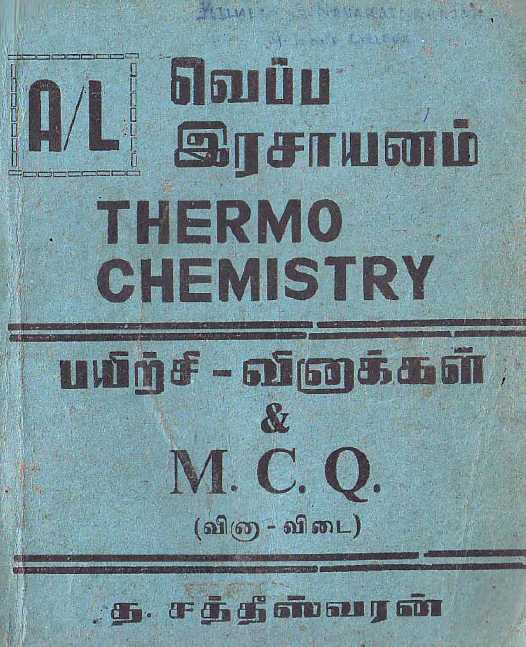 A/L
வெப்ப
இரசாயனம்
THERMO
CHEMISTRY
பயிற்சி - வினாக்கள்
&
M. C. Q.
(வினா - விடை)
த. சத்தீஸ்வரன்